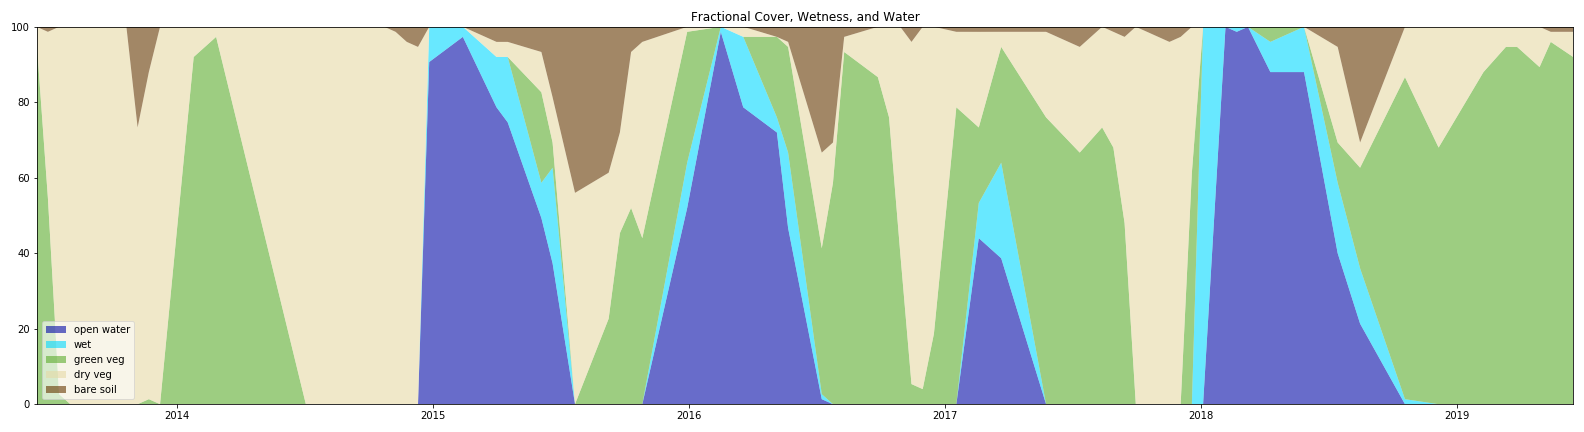 Fractional Cover, Wetness, and Water
100
80
60
40
20
0
open water
wet
green veg
dry veg
bare soil
2014 2015 2016 2017 2018 2019